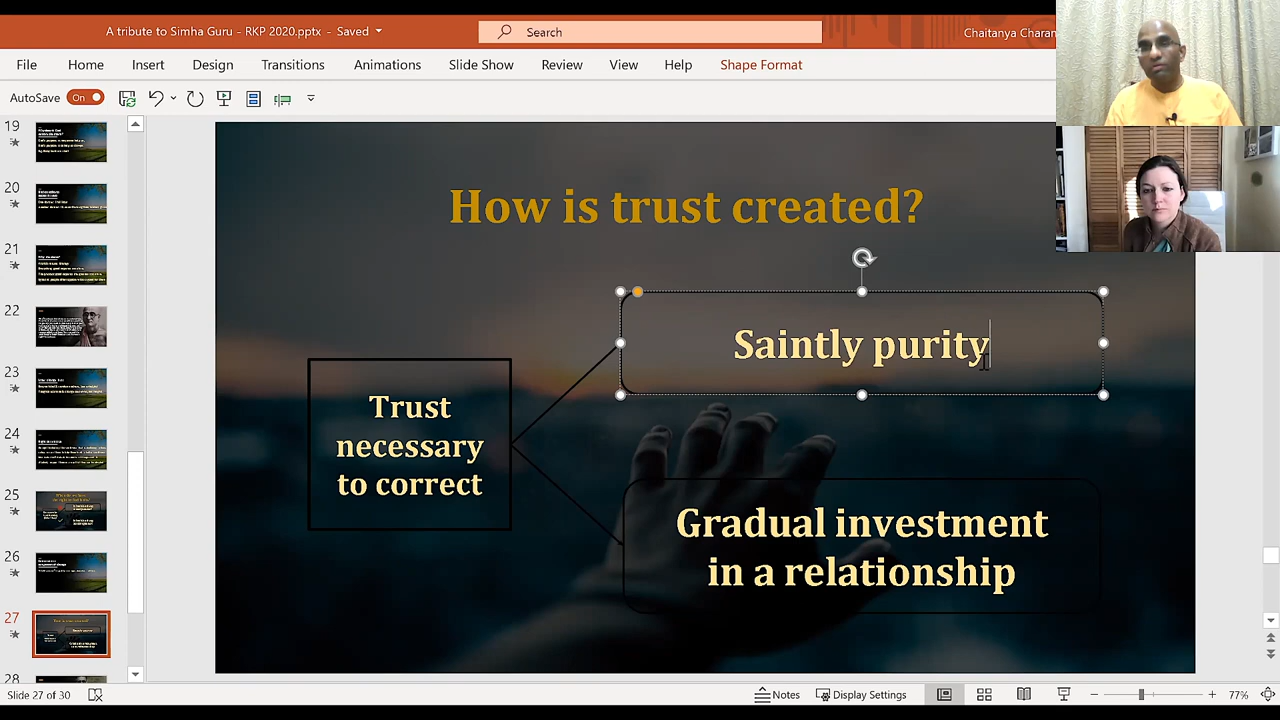 A tribute to Simha Guru - RKP 2020.pptx - Saved
Search
Chaitanya Charan
File Home Insert Design Transitions Animations Slide Show Review View Help Shape Format
AutoSave On
19
20
21
22
23
24
25
26
27
28
How is trust created?
Saintly purity
Trust
necessary
to correct
Gradual investment
in a relationship
Slide 27 of 30
Notes
Display Settings
77%